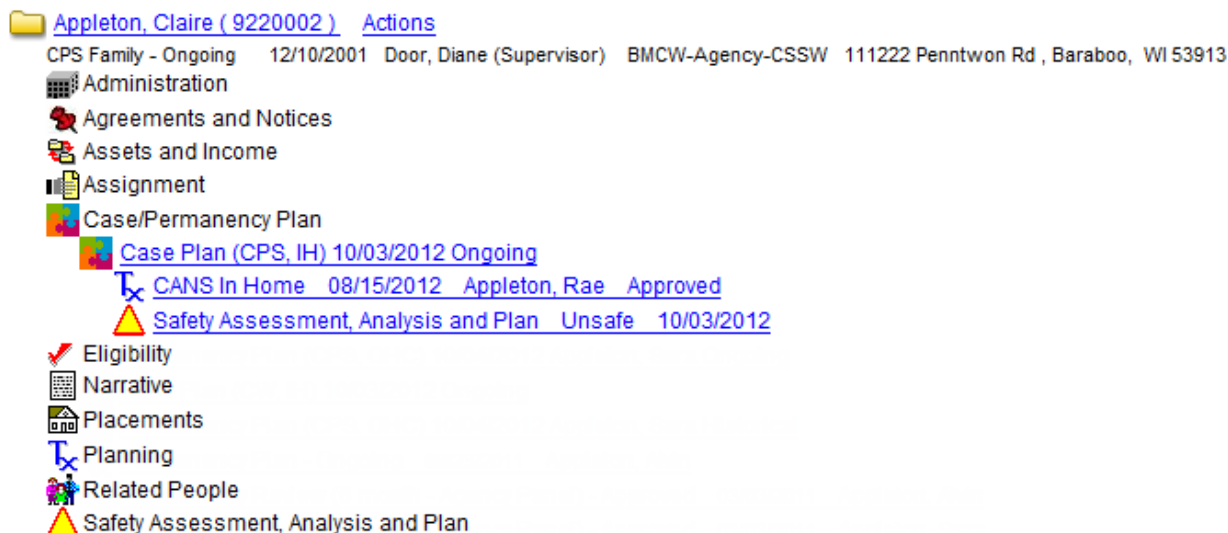 Appleton, Claire ( 9220002 ) Actions
CPS Family - Ongoing 12/10/2001 Door, Diane (Supervisor) BMCW-Agency-CSSW 111222 Penntwon Rd , Baraboo, WI 53913
Administration
Agreements and Notices
Assets and Income
Assignment
Case/Permanency Plan
Case Plan (CPS, IH) 10/03/2012 Ongoing
Tx CANS In Home 08/15/2012 Appleton, Rae Approved
Safety Assessment, Analysis and Plan Unsafe 10/03/2012
Eligibility
Narrative
Placements
Tx Planning
Related People
Safety Assessment, Analysis and Plan